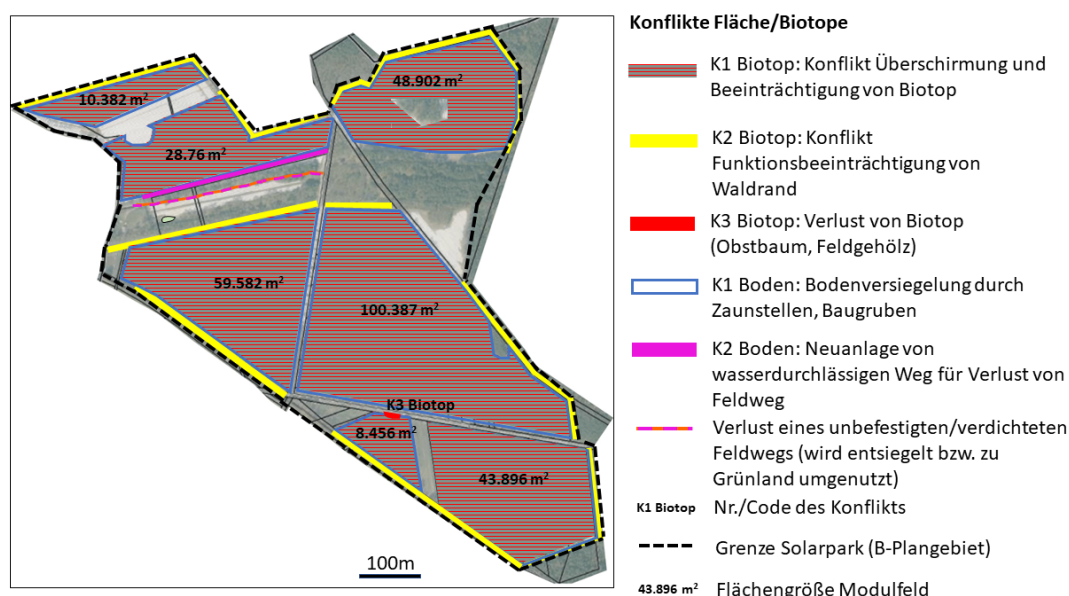 10.382 m²
48.902 m²
28.76 m²
59.582 m²
100.387 m²
K3 Biotop
8.456 m²
43.896 m²
100m
Konflikte Fläche/Biotope
K1 Biotop: Konflikt Überschirmung und
Beeinträchtigung von Biotop
K2 Biotop: Konflikt
Funktionsbeeinträchtigung von
Waldrand
K3 Biotop: Verlust von Biotop
(Obstbaum, Feldgehölz)
K1 Boden: Bodenversiegelung durch
Zaunstellen, Baugruben
K2 Boden: Neuanlage von
wasserdurchlässigen Weg für Verlust von
Feldweg
Verlust eines unbefestigten/verdichteten
Feldwegs (wird entsiegelt bzw. zu
Grünland umgenutzt)
K1 Biotop Nr./Code des Konflikts
Grenze Solarpark (B-Plangebiet)
43.896 m² Flächengröße Modulfeld